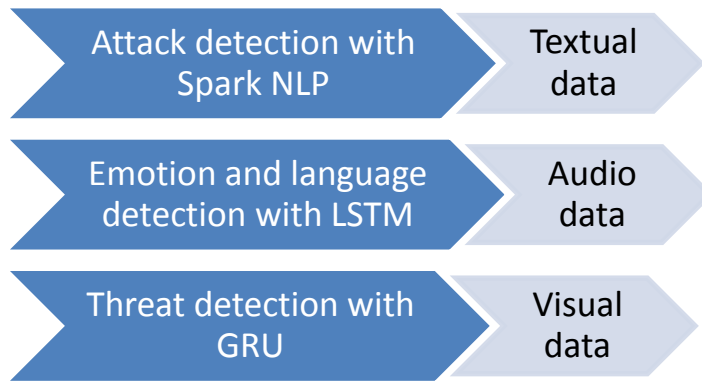 Attack detection with
Spark NLP
Textual
data
Emotion and language
detection with LSTM
Audio
data
Threat detection with
GRU
Visual
data